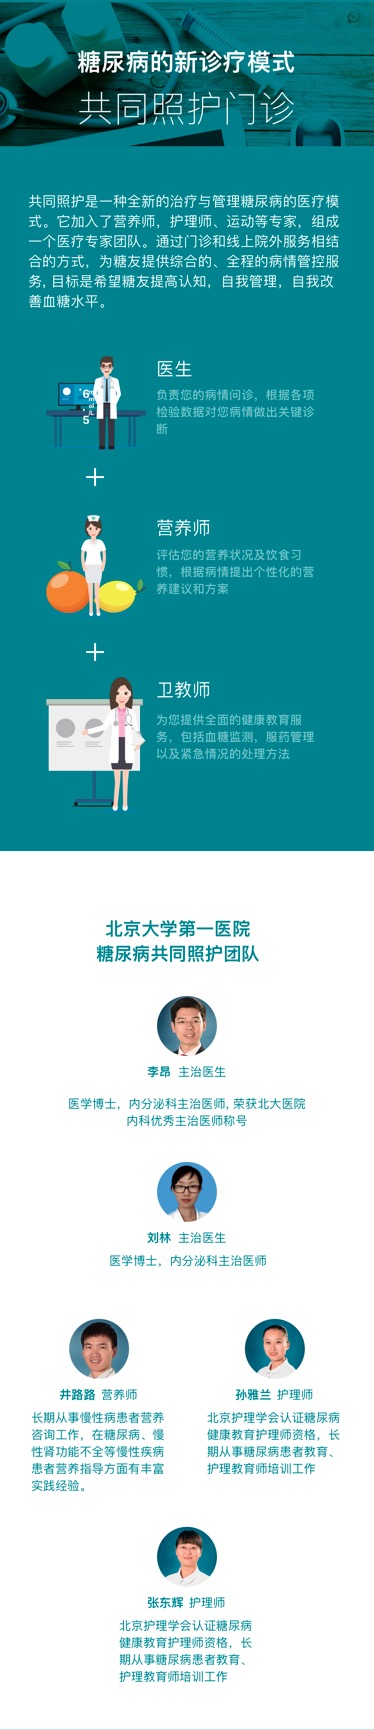 糖尿病的新诊疗模式
共同照护门诊
共同照护是一种全新的治疗与管理糖尿病的医疗模
式。它加入了营养师，护理师、运动等专家，组成
一个医疗专家团队。通过门诊和线上院外服务相结
合的方式，为糖友提供综合的、全程的病情管控服
务, 目标是希望糖友提高认知，自我管理，自我改
善血糖水平。
医生
负责您的病情问诊，根据各项
检验数据对您病情做出关键诊
断
+
营养师
评估您的营养状况及饮食习
惯，根据病情提出个性化的营
养建议和方案
+
卫教师
为您提供全面的健康教育服
务，包括血糖监测，服药管理
以及紧急情况的处理方法
北京大学第一医院
糖尿病共同照护团队
李昂 主治医生
医学博士，内分泌科主治医师, 荣获北大医院
内科优秀主治医师称号
刘林 主治医生
医学博士，内分泌科主治医师
井路路 营养师
长期从事慢性病患者营养
咨询工作，在糖尿病、慢
性肾功能不全等慢性疾病
患者营养指导方面有丰富
实践经验。
孙雅兰 护理师
北京护理学会认证糖尿病
健康教育护理师资格，长
期从事糖尿病患者教育、
护理教育师培训工作
张东辉 护理师
北京护理学会认证糖尿病
健康教育护理师资格，长
期从事糖尿病患者教育、
护理教育师培训工作